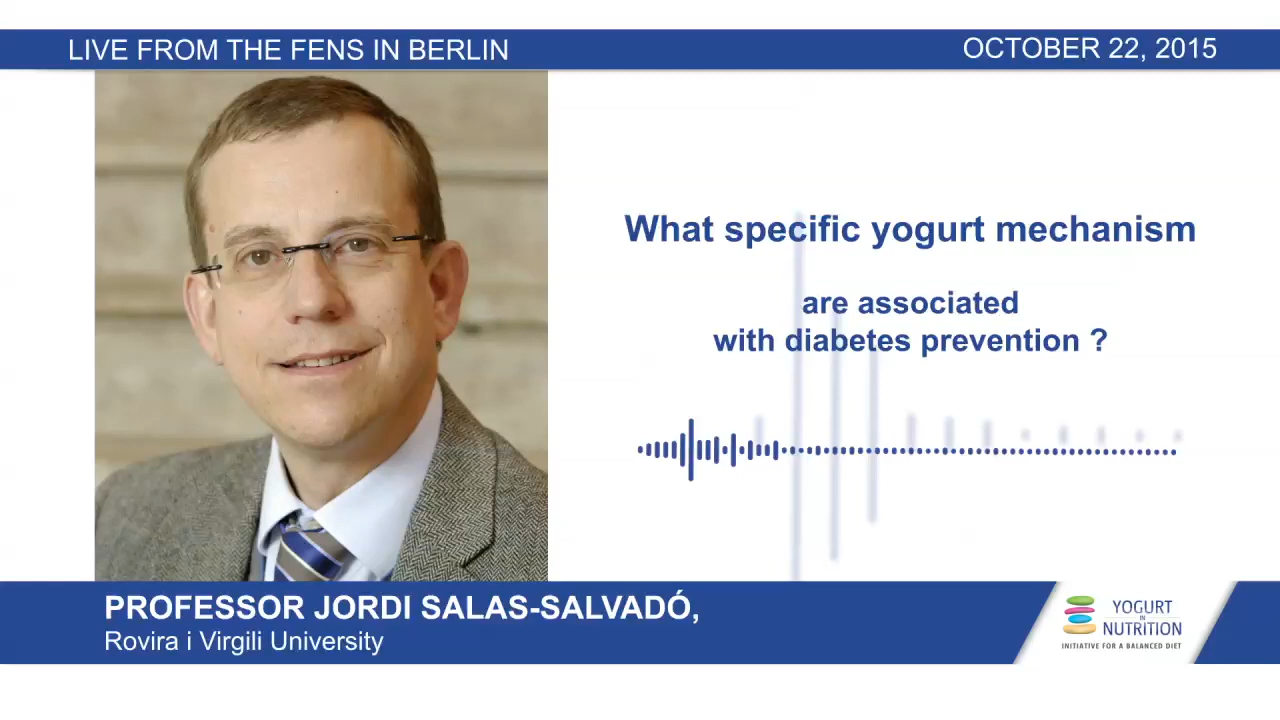 LIVE FROM THE FENS IN BERLIN
OCTOBER 22, 2015
What specific yogurt mechanism
are associated
with diabetes prevention ?
PROFESSOR JORDI SALAS-SALVADÓ,
Rovira i Virgili University
YOGURT
IN
NUTRITION
INITIATIVE FOR A BALANCED DIET